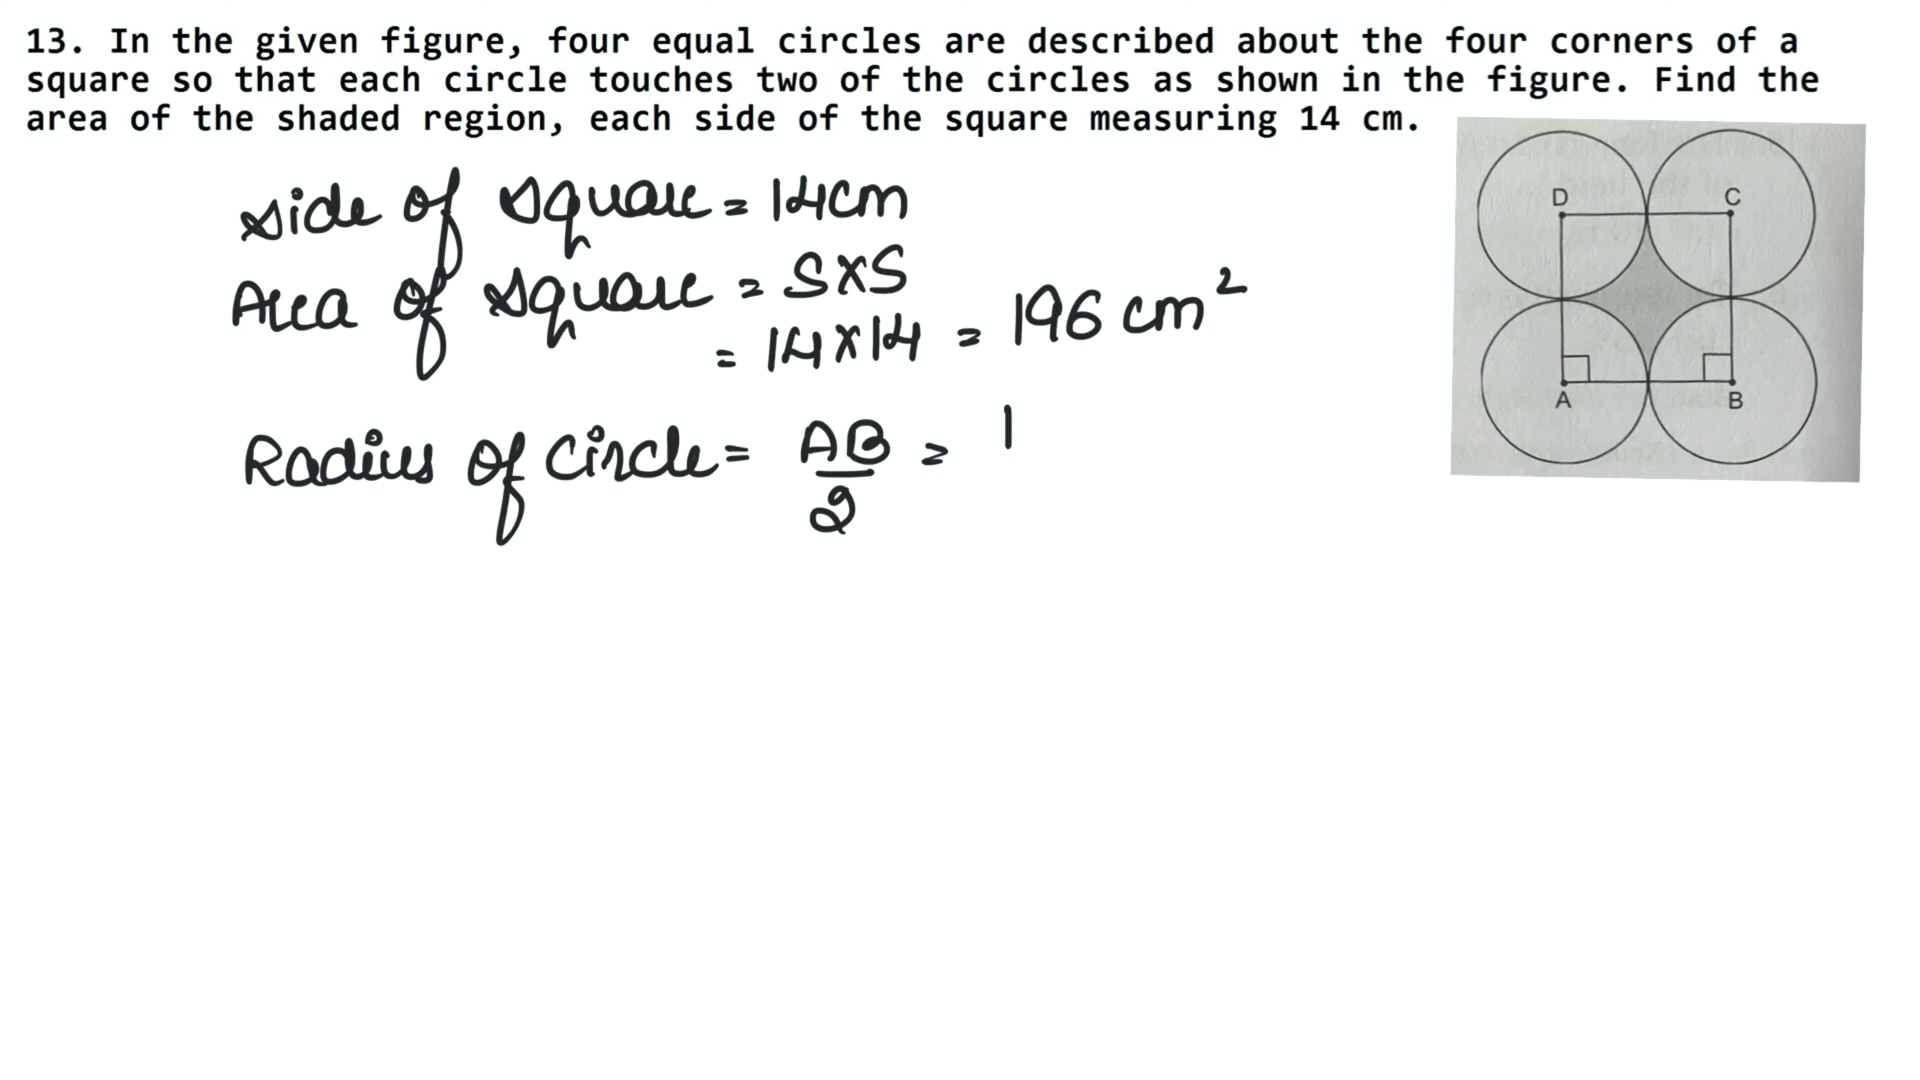 13. In the given figure, four equal circles are described about the four corners of a
square so that each circle touches two of the circles as shown in the figure. Find the
area of the shaded region, each side of the square measuring 14 cm.
Side of square = 14cm
Area of square = S×S
= 14×14 = 196 cm²
Radius of circle = AB/2 = 1
D C
A B